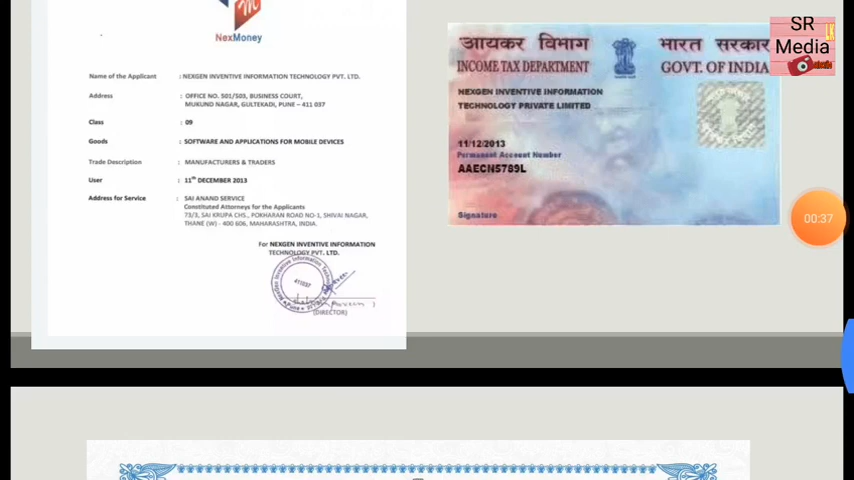 NexMoney
Name of the Applicant : NEXGEN INVENTIVE INFORMATION TECHNOLOGY PVT. LTD.
Address : OFFICE NO. 501/503, BUSINESS COURT,
MUKUND NAGAR, GULTEKADI, PUNE – 411 037
Class : 09
Goods : SOFTWARE AND APPLICATIONS FOR MOBILE DEVICES
Trade Description : MANUFACTURERS & TRADERS
User : 11th DECEMBER 2013
Address for Service : SAI ANAND SERVICE
Constituted Attorneys for the Applicants
73/3, SAI KRUPA CHS., POKHARAN ROAD NO-1, SHIVAI NAGAR,
THANE (W) - 400 606, MAHARASHTRA, INDIA.
For NEXGEN INVENTIVE INFORMATION
TECHNOLOGY PVT. LTD.
411037
(DIRECTOR)
आयकर विभाग
INCOME TAX DEPARTMENT
भारत सरकार
GOVT. OF INDIA
NEXGEN INVENTIVE INFORMATION
TECHNOLOGY PRIVATE LIMITED
11/12/2013
Permanent Account Number
AAECN5789L
Signature
SR
Media
00:37